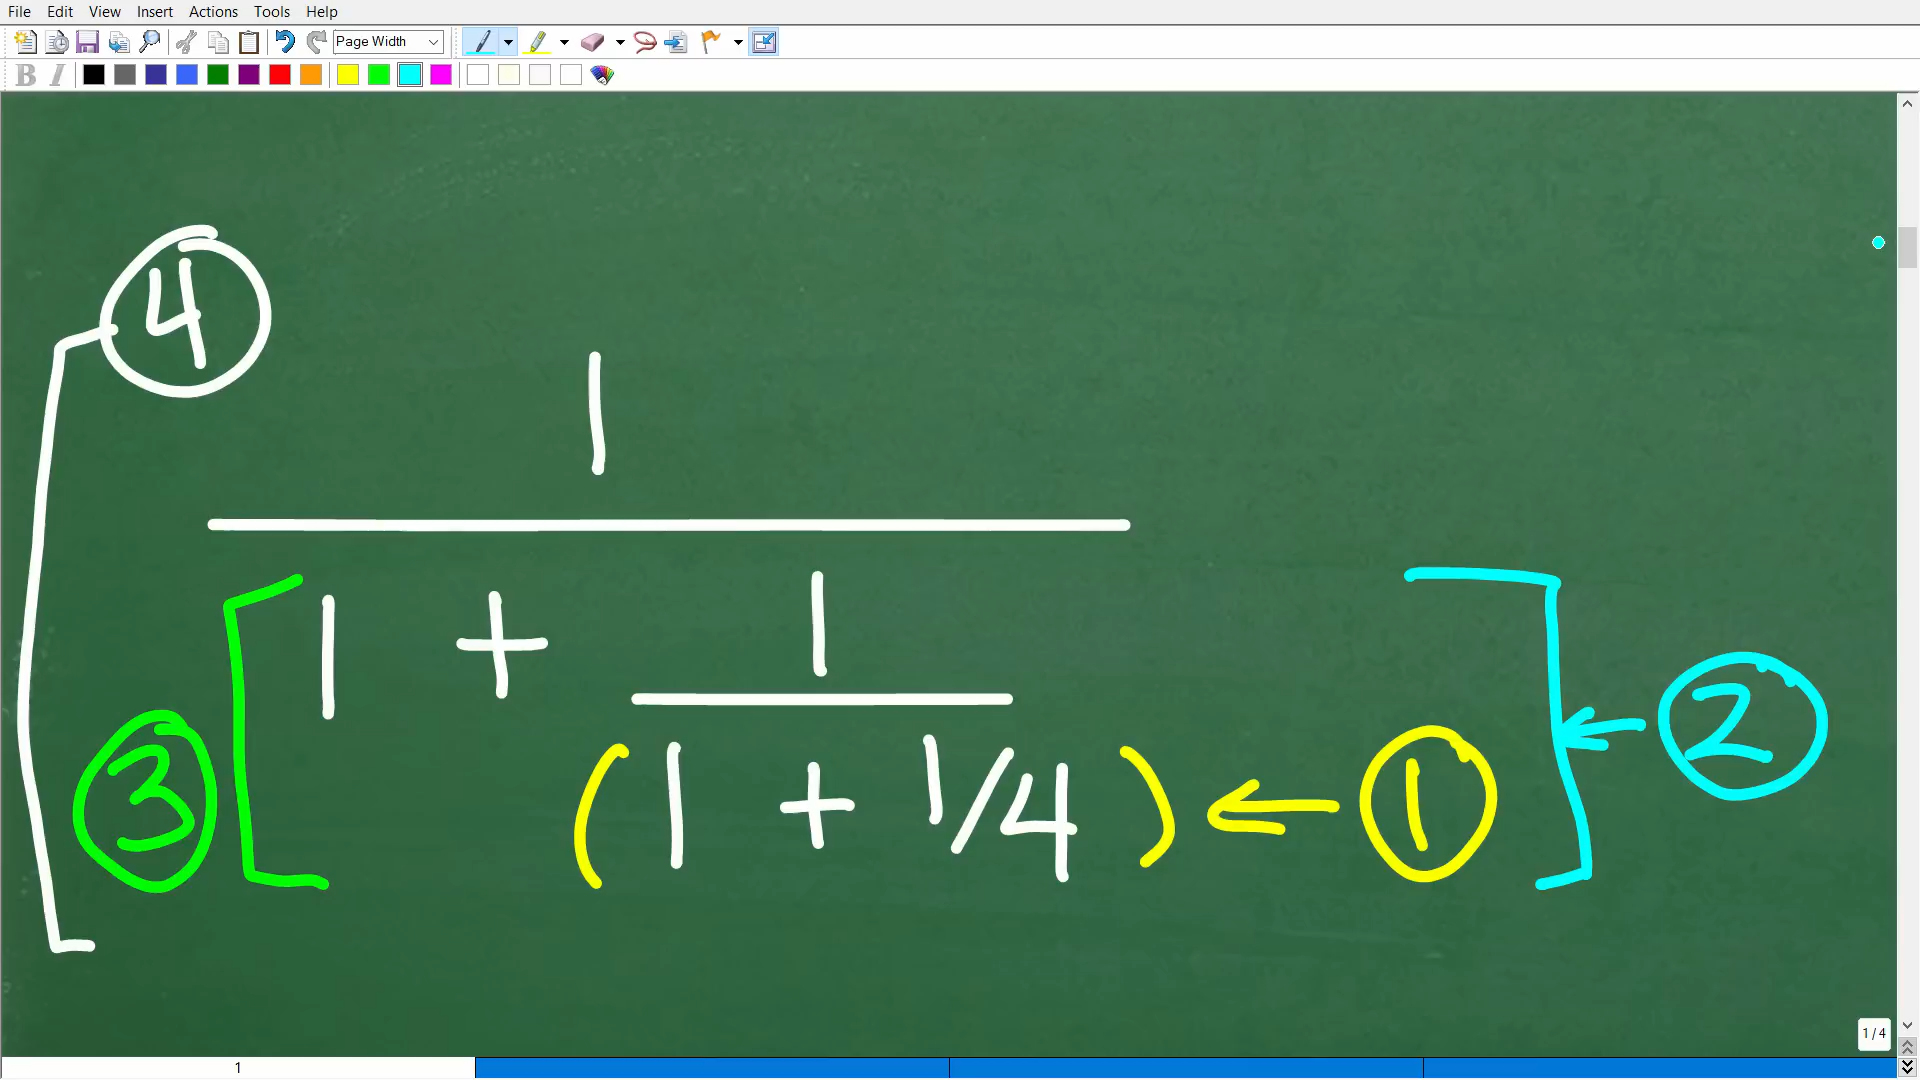 File Edit View Insert Actions Tools Help
Page Width
B I
4
1
1 + 1
3 2
( 1 + 1/4 ) ← 1
1 / 4
1